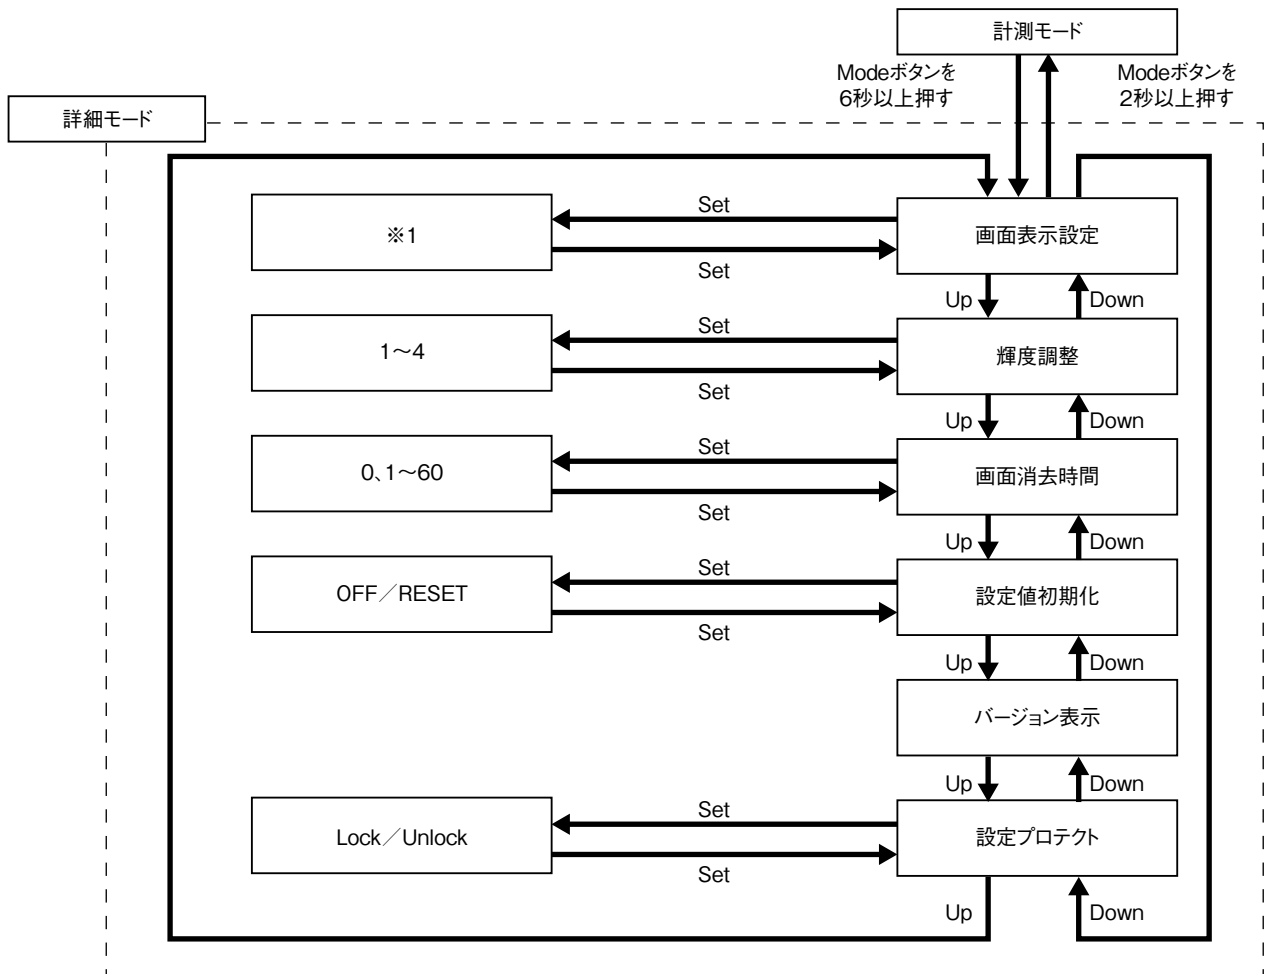 計測モード
Modeボタンを
6秒以上押す
Modeボタンを
2秒以上押す
詳細モード
Set
※1
画面表示設定
Set
Up
Down
Set
1～4
輝度調整
Set
Up
Down
Set
0、1～60
画面消去時間
Set
Up
Down
Set
OFF／RESET
設定値初期化
Set
Up
Down
バージョン表示
Up
Down
Set
Lock／Unlock
設定プロテクト
Set
Up
Down